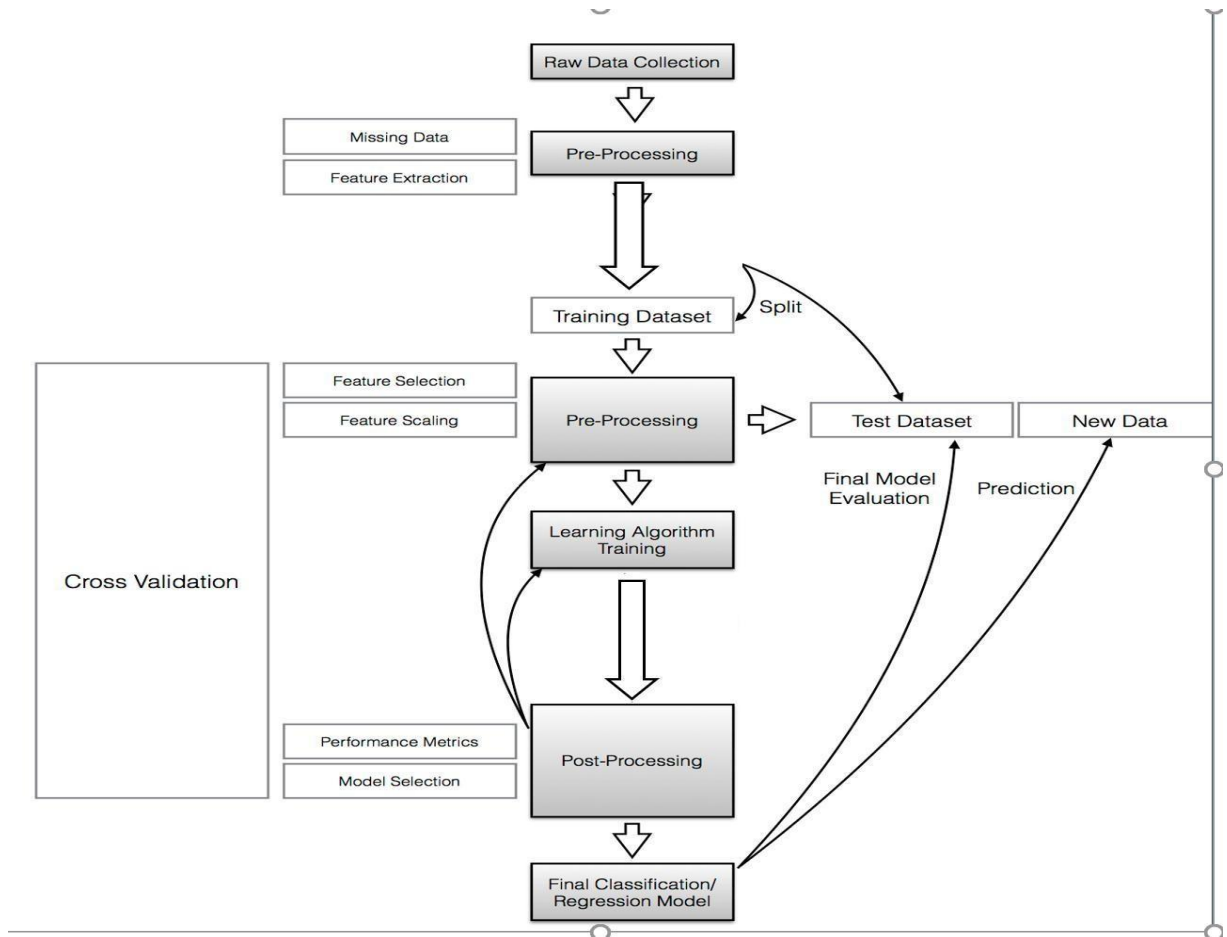 Raw Data Collection
Missing Data
Pre-Processing
Feature Extraction
Split
Training Dataset
Feature Selection
Feature Scaling
Pre-Processing
Test Dataset
New Data
Final Model
Evaluation
Prediction
Learning Algorithm
Training
Cross Validation
Performance Metrics
Model Selection
Post-Processing
Final Classification/
Regression Model